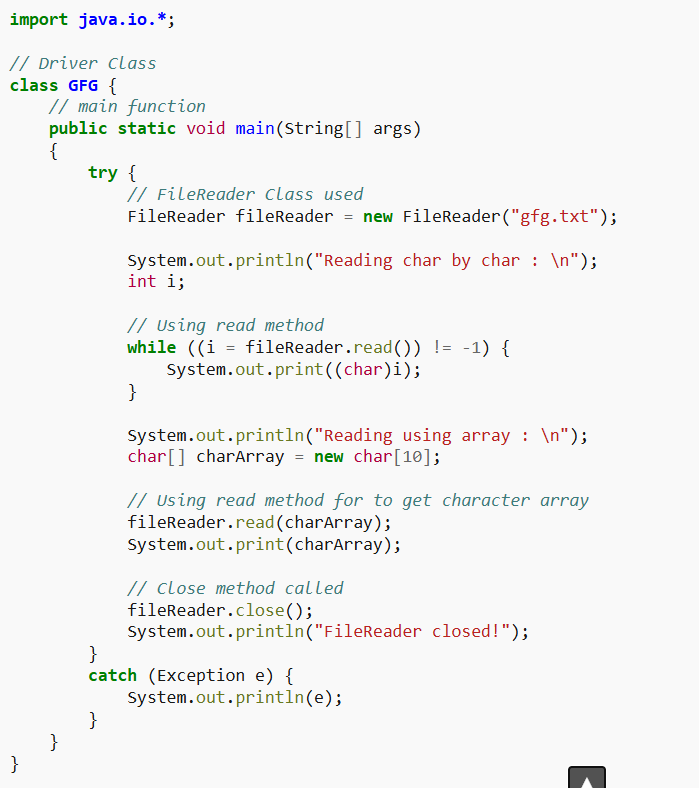 import java.io.*;
// Driver Class
class GFG {
    // main function
    public static void main(String[] args)
    {
        try {
            // FileReader Class used
            FileReader fileReader = new FileReader("gfg.txt");
            System.out.println("Reading char by char : \n");
            int i;
            // Using read method
            while ((i = fileReader.read()) != -1) {
                System.out.print((char)i);
            }
            System.out.println("Reading using array : \n");
            char[] charArray = new char[10];
            // Using read method for to get character array
            fileReader.read(charArray);
            System.out.print(charArray);
            // Close method called
            fileReader.close();
            System.out.println("FileReader closed!");
        }
        catch (Exception e) {
            System.out.println(e);
        }
    }
}